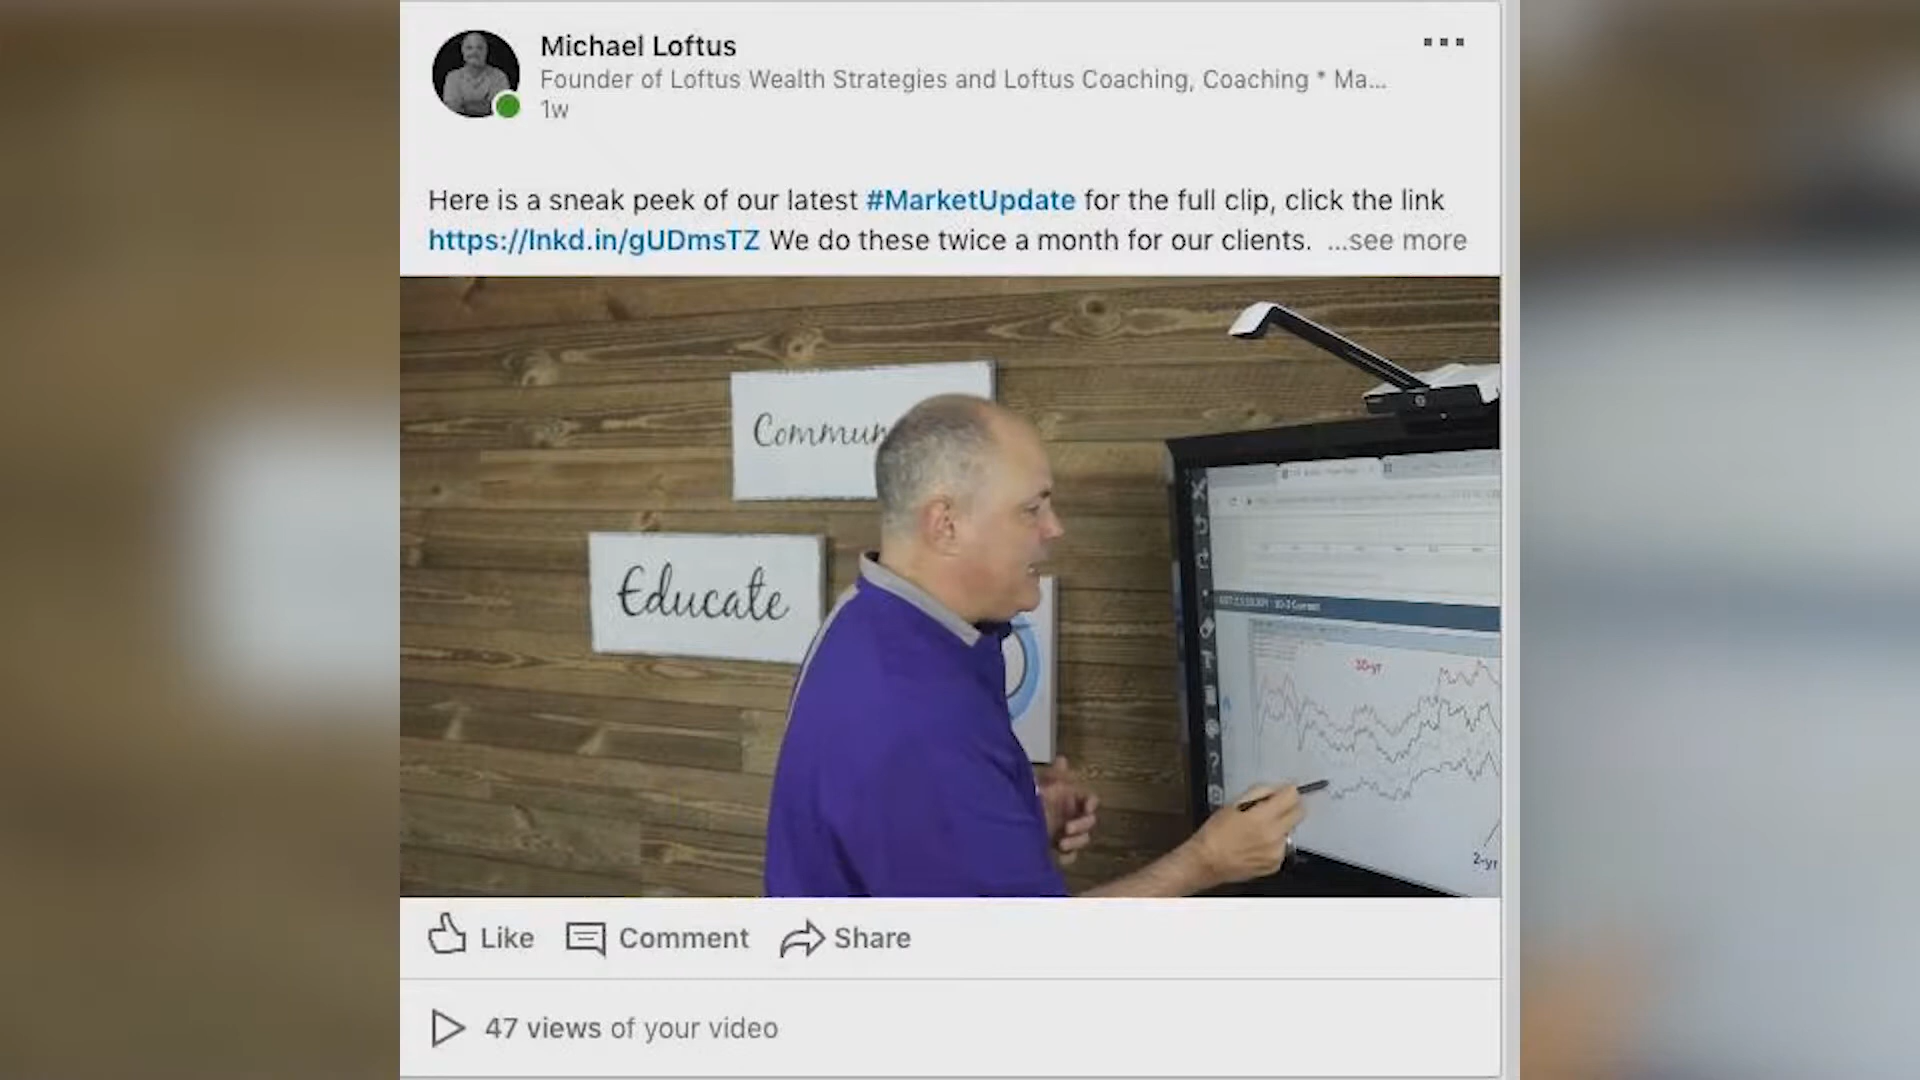 Michael Loftus
Founder of Loftus Wealth Strategies and Loftus Coaching, Coaching * Ma...
1w
Here is a sneak peek of our latest #MarketUpdate for the full clip, click the link
https://lnkd.in/gUDmsTZ We do these twice a month for our clients. ...see more
Commun
Educate
30-yr
2-yr
Like Comment Share
47 views of your video